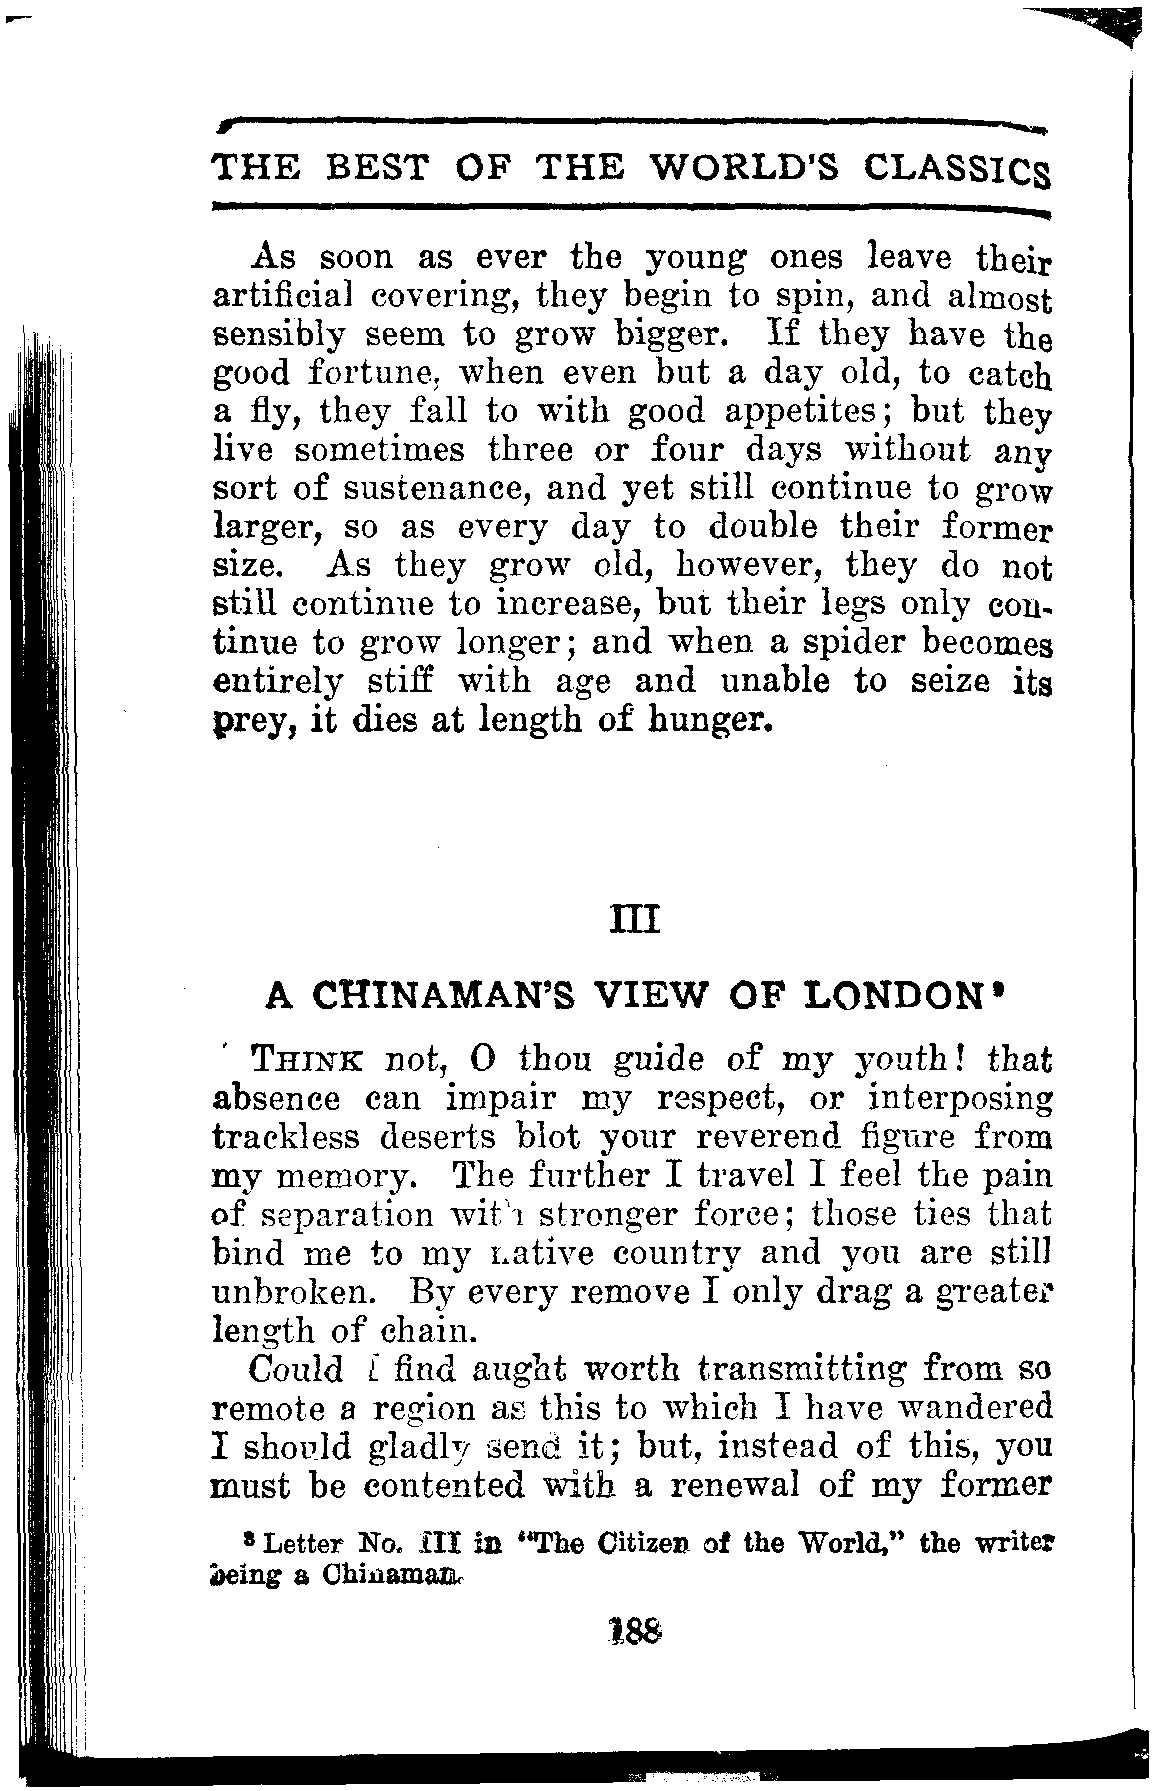 THE BEST OF THE WORLD'S CLASSICS
As soon as ever the young ones leave their
artificial covering, they begin to spin, and almost
sensibly seem to grow bigger. If they have the
good fortune, when even but a day old, to catch
a fly, they fall to with good appetites; but they
live sometimes three or four days without any
sort of sustenance, and yet still continue to grow
larger, so as every day to double their former
size. As they grow old, however, they do not
still continue to increase, but their legs only con-
tinue to grow longer; and when a spider becomes
entirely stiff with age and unable to seize its
prey, it dies at length of hunger.
III
A CHINAMAN'S VIEW OF LONDON⁸
THINK not, O thou guide of my youth! that
absence can impair my respect, or interposing
trackless deserts blot your reverend figure from
my memory. The further I travel I feel the pain
of separation with stronger force; those ties that
bind me to my native country and you are still
unbroken. By every remove I only drag a greater
length of chain.
Could I find aught worth transmitting from so
remote a region as this to which I have wandered
I should gladly send it; but, instead of this, you
must be contented with a renewal of my former
⁸ Letter No. III in "The Citizen of the World," the writer
being a Chinaman.
188